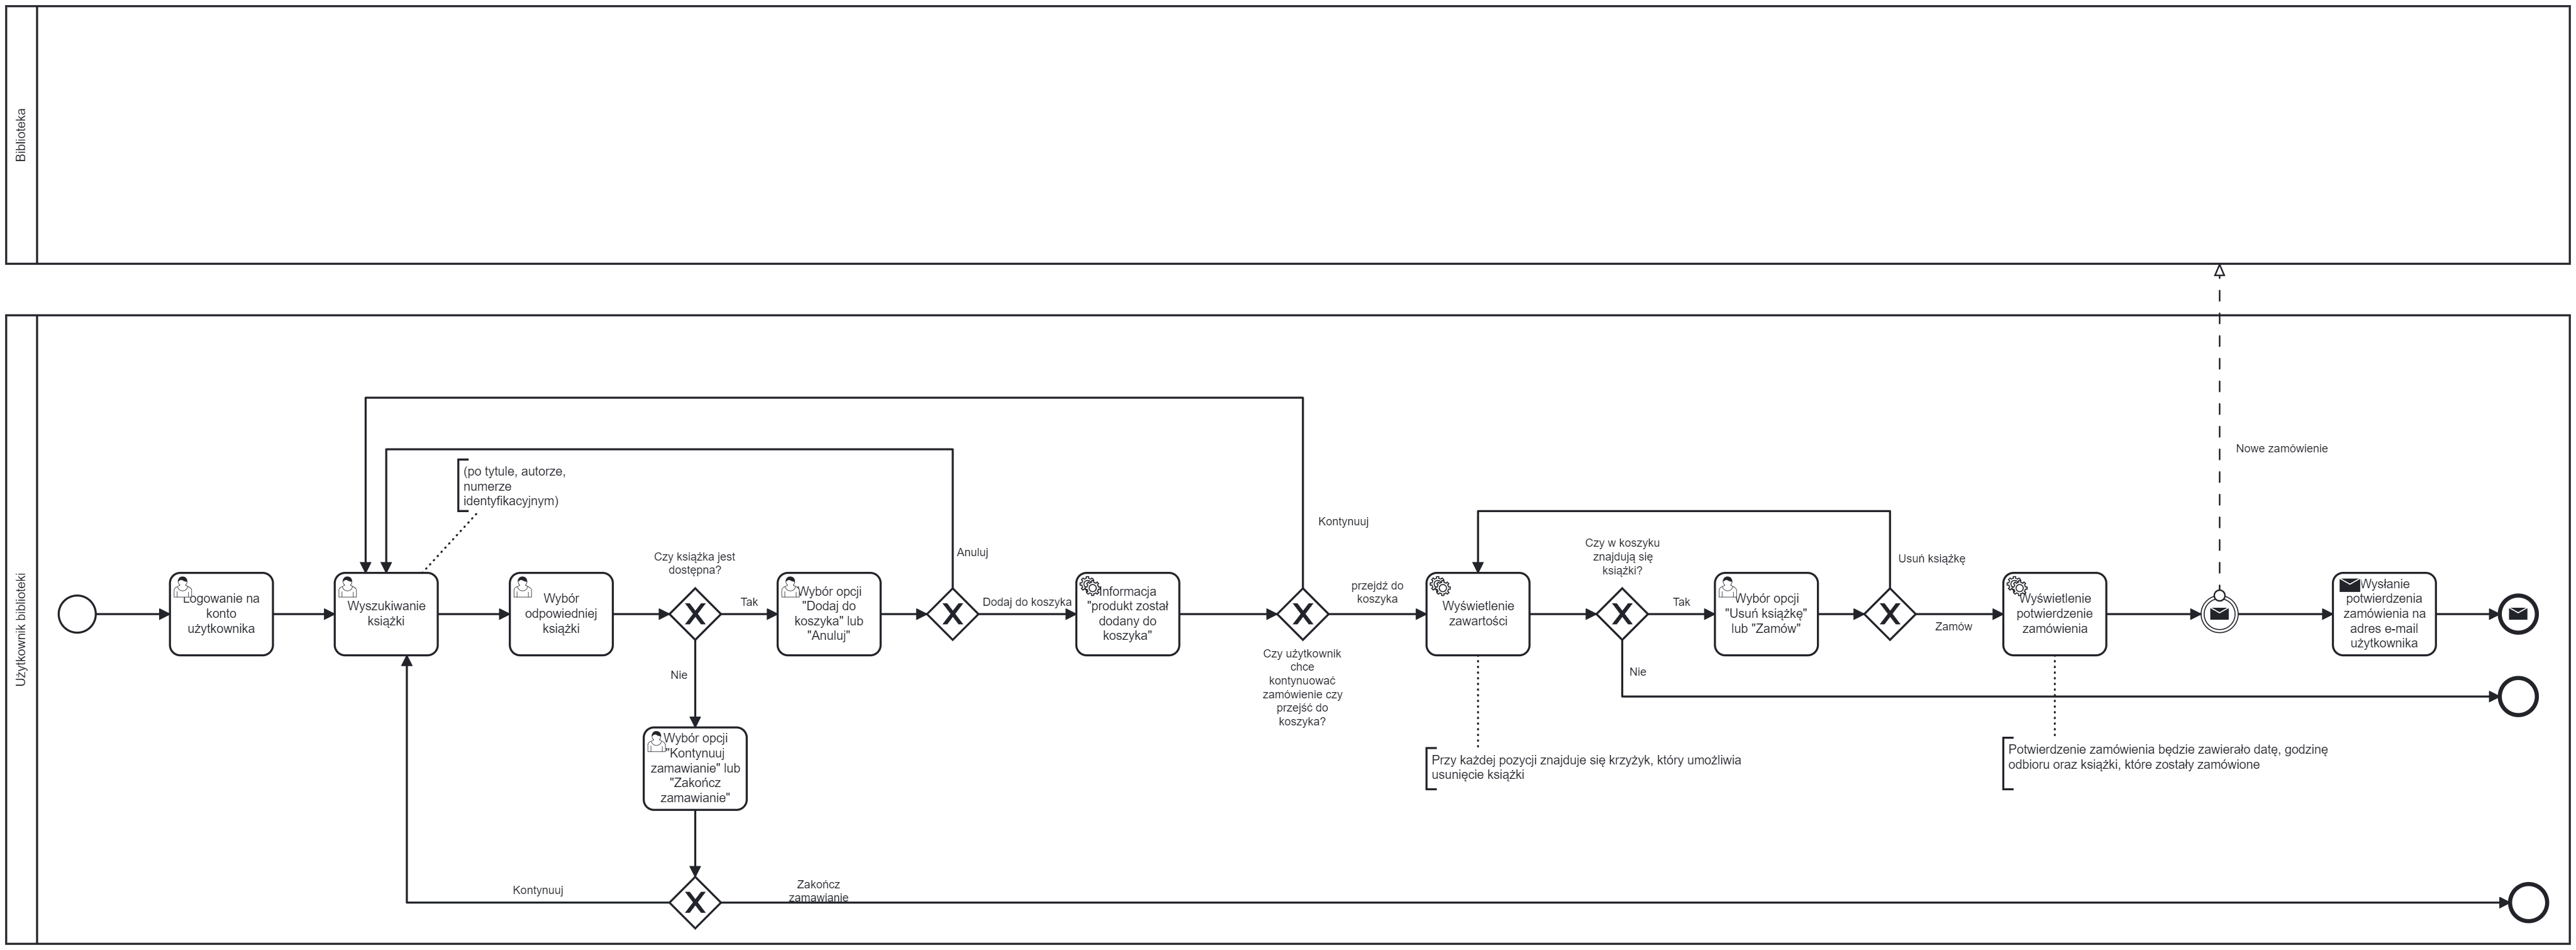 Biblioteka
Użytkownik biblioteki
Logowanie na
konto
użytkownika
Wyszukiwanie
książki
(po tytule, autorze,
numerze
identyfikacyjnym)
Wybór
odpowiedniej
książki
Czy książka jest
dostępna?
Tak
Nie
Wybór opcji
"Kontynuuj
zamawianie" lub
"Zakończ
zamawianie"
Kontynuuj
Zakończ
zamawianie
Wybór opcji
"Dodaj do
koszyka" lub
"Anuluj"
Anuluj
Dodaj do koszyka
Informacja
"produkt został
dodany do
koszyka"
Kontynuuj
Czy użytkownik
chce
kontynuować
zamówienie czy
przejść do
koszyka?
przejdź do
koszyka
Wyświetlenie
zawartości
Przy każdej pozycji znajduje się krzyżyk, który umożliwia
usunięcie książki
Czy w koszyku
znajdują się
książki?
Tak
Nie
Wybór opcji
"Usuń książkę"
lub "Zamów"
Usuń książkę
Zamów
Wyświetlenie
potwierdzenie
zamówienia
Potwierdzenie zamówienia będzie zawierało datę, godzinę
odbioru oraz książki, które zostały zamówione
Nowe zamówienie
Wysłanie
potwierdzenia
zamówienia na
adres e-mail
użytkownika